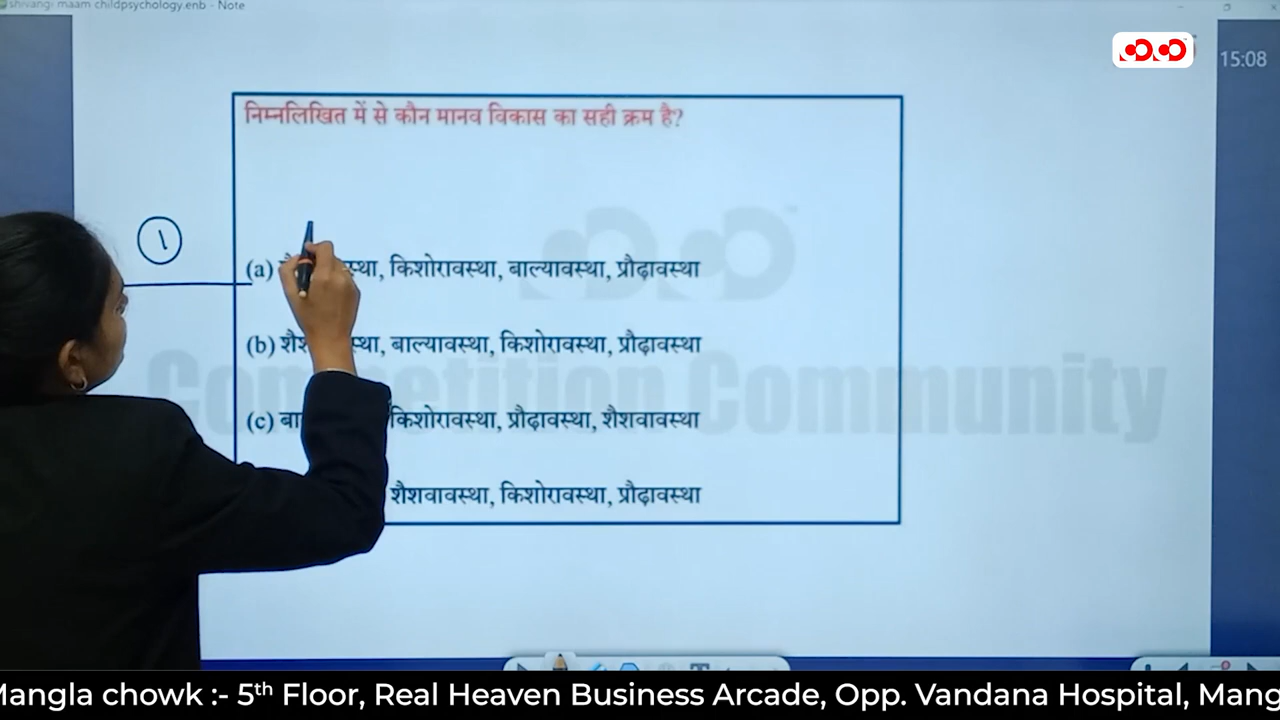 shivangi maam childpsychology.enb - Note
15:08
निम्नलिखित में से कौन मानव विकास का सही क्रम है?
1
(a) किशोरावस्था, बाल्यावस्था, प्रौढ़ावस्था
(b) बाल्यावस्था, किशोरावस्था, प्रौढ़ावस्था
(c) किशोरावस्था, प्रौढ़ावस्था, शैशवावस्था
शैशवावस्था, किशोरावस्था, प्रौढ़ावस्था
Competition Community
Mangla chowk :- 5th Floor, Real Heaven Business Arcade, Opp. Vandana Hospital, Mang